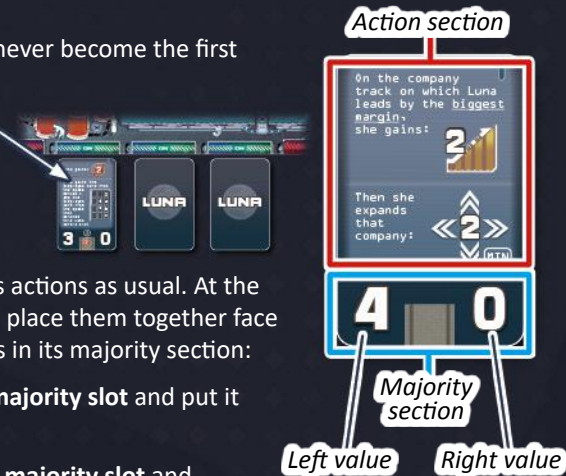 Action section
never become the first
On the company
track on which Luna
leads by the biggest
margin,
she gains:
2
LUNA
LUNA
3 0
Then she
expands
that
company:
2
MIN
s actions as usual. At the
place them together face
s in its majority section:
4 0
najority slot and put it
Majority
section
majority slot and
Left value
Right value